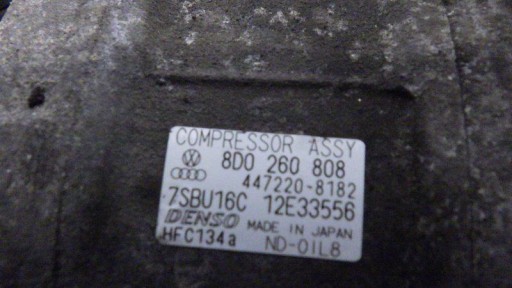 COMPRESSOR ASSY
8D0 260 808
447220-8182
7SBU16C 12E33556
DENSO MADE IN JAPAN
HFC134a ND-OIL8